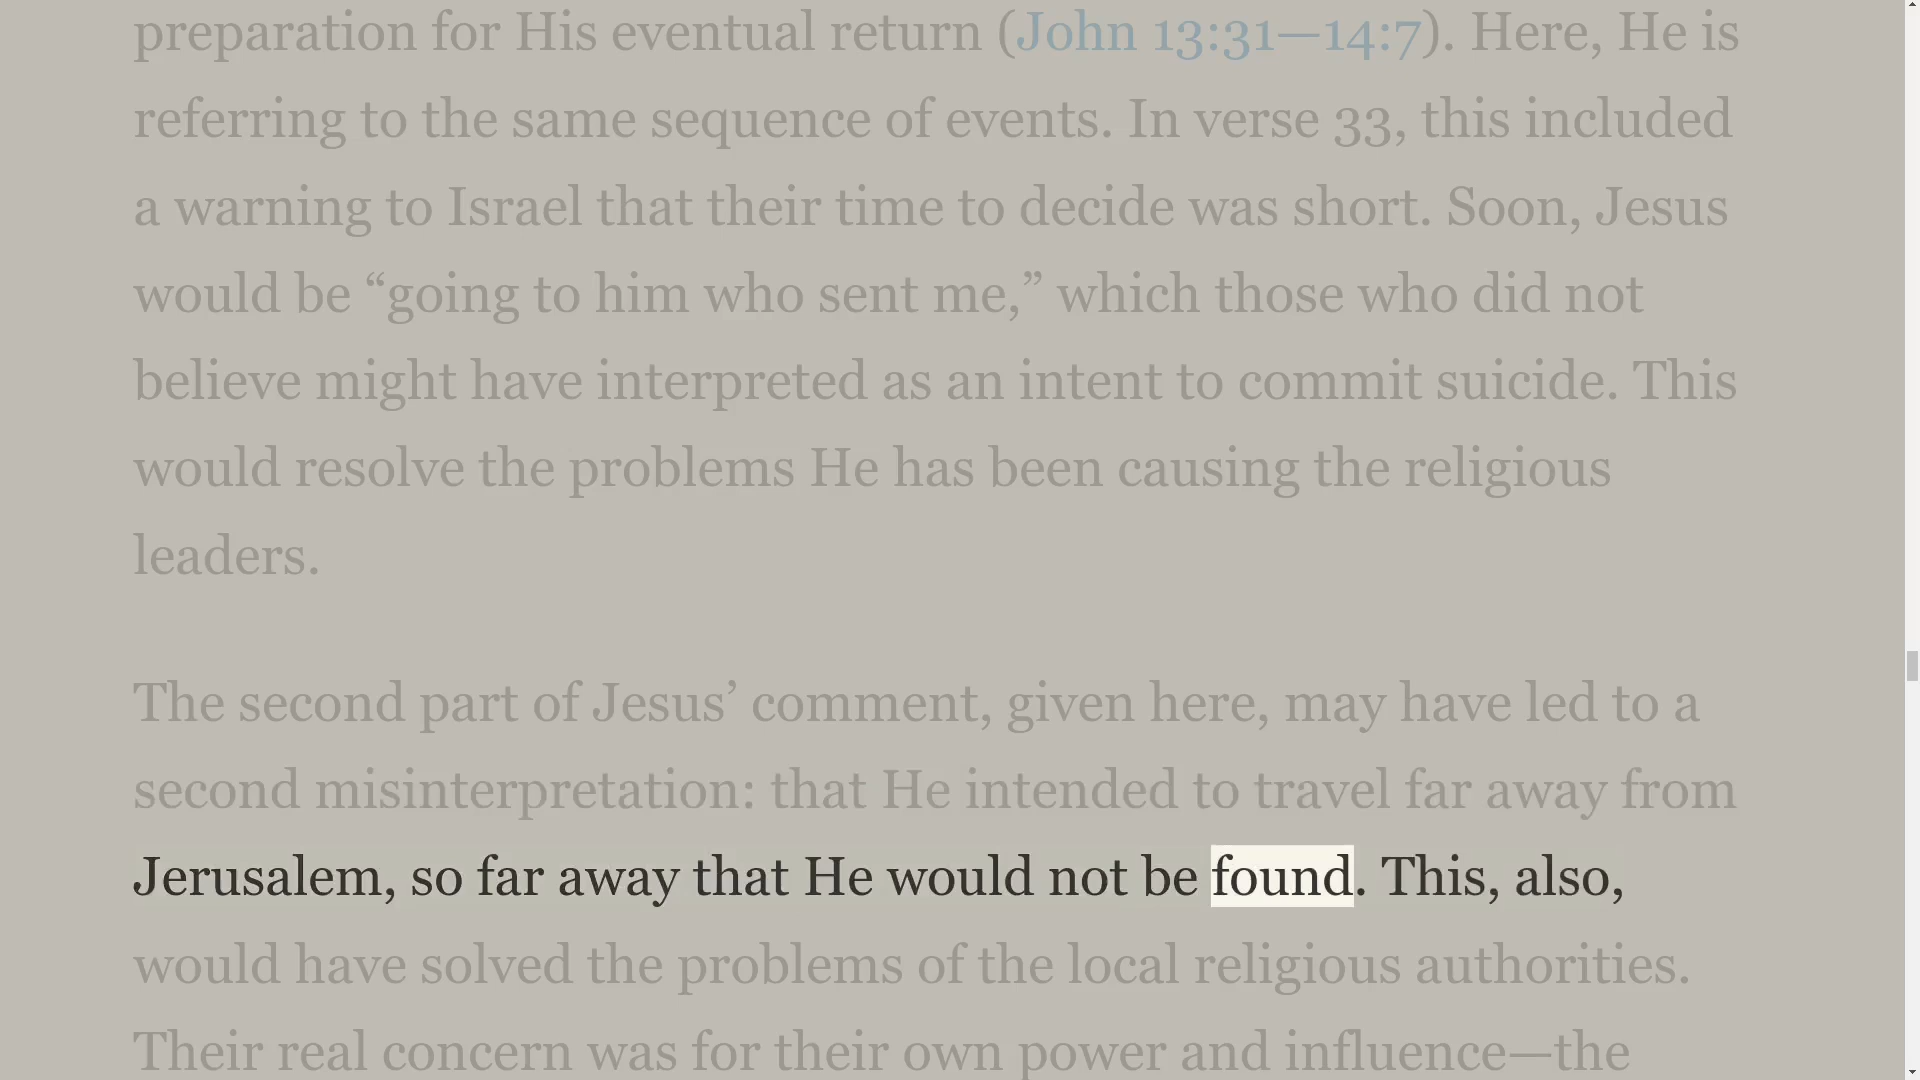 preparation for His eventual return (John 13:31—14:7). Here, He is
referring to the same sequence of events. In verse 33, this included
a warning to Israel that their time to decide was short. Soon, Jesus
would be “going to him who sent me,” which those who did not
believe might have interpreted as an intent to commit suicide. This
would resolve the problems He has been causing the religious
leaders.
The second part of Jesus’ comment, given here, may have led to a
second misinterpretation: that He intended to travel far away from
Jerusalem, so far away that He would not be found. This, also,
would have solved the problems of the local religious authorities.
Their real concern was for their own power and influence—the